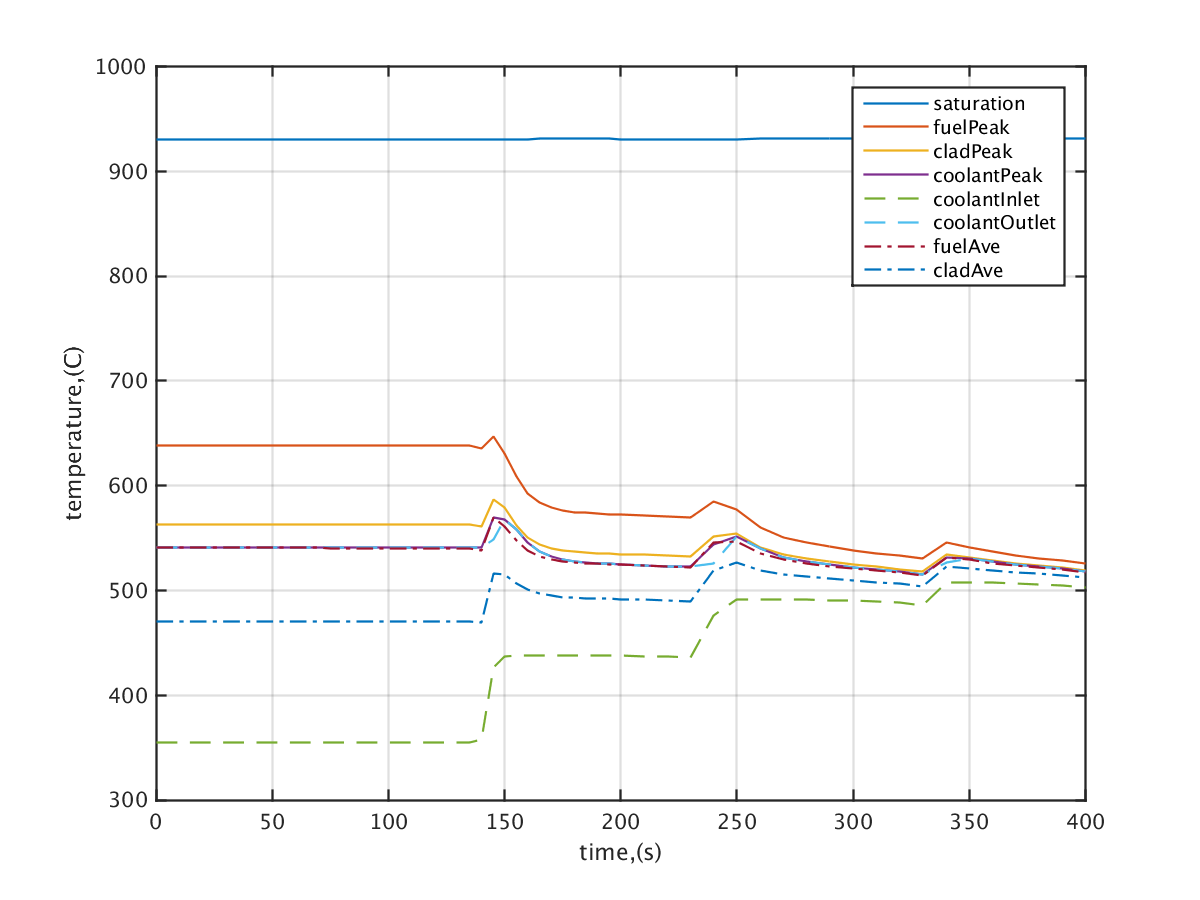 1000
900
800
700
600
500
400
300
temperature,(C)
0 50 100 150 200 250 300 350 400
time,(s)
saturation
fuelPeak
cladPeak
coolantPeak
coolantInlet
coolantOutlet
fuelAve
cladAve